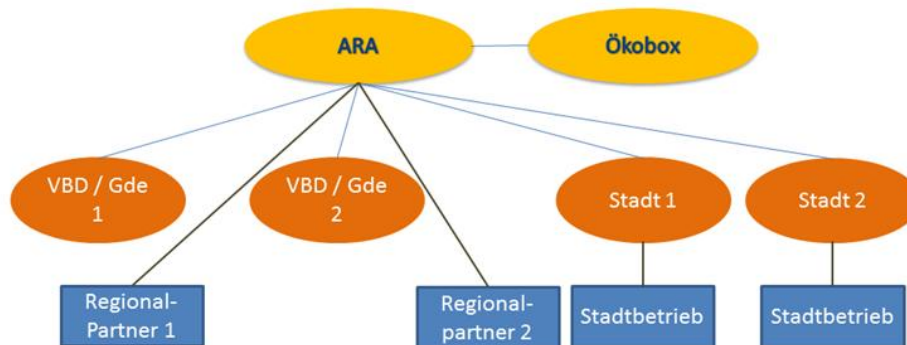 ARA
Ökobox
VBD / Gde
1
VBD / Gde
2
Stadt 1
Stadt 2
Regional-
Partner 1
Regional-
partner 2
Stadtbetrieb
Stadtbetrieb